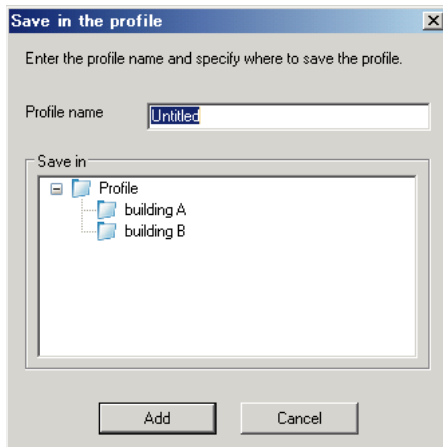 Save in the profile
Enter the profile name and specify where to save the profile.
Profile name
Untitled
Save in
Profile
building A
building B
Add
Cancel